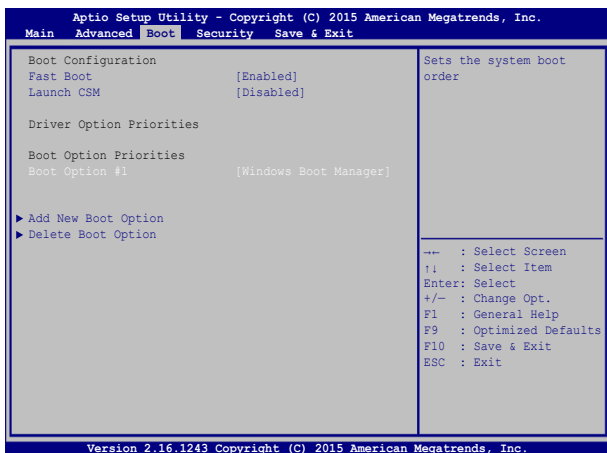 Aptio Setup Utility - Copyright (C) 2015 American Megatrends, Inc.
Main Advanced Boot Security Save & Exit
Boot Configuration
Fast Boot [Enabled]
Launch CSM [Disabled]
Driver Option Priorities
Boot Option Priorities
Boot Option #1 [Windows Boot Manager]
▶ Add New Boot Option
▶ Delete Boot Option
Sets the system boot
order
→← : Select Screen
↑↓ : Select Item
Enter: Select
+/— : Change Opt.
F1 : General Help
F9 : Optimized Defaults
F10 : Save & Exit
ESC : Exit
Version 2.16.1243 Copyright (C) 2015 American Megatrends, Inc.